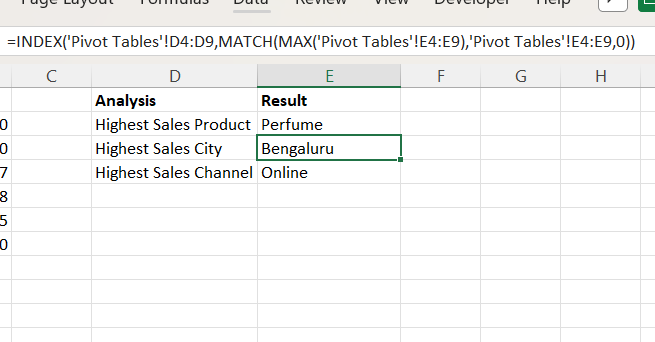 Page Layout Formulas Data Review View Developer Help
=INDEX('Pivot Tables'!D4:D9,MATCH(MAX('Pivot Tables'!E4:E9),'Pivot Tables'!E4:E9,0))
C D E F G H
Analysis Result
0 Highest Sales Product Perfume
0 Highest Sales City Bengaluru
7 Highest Sales Channel Online
8
5
0